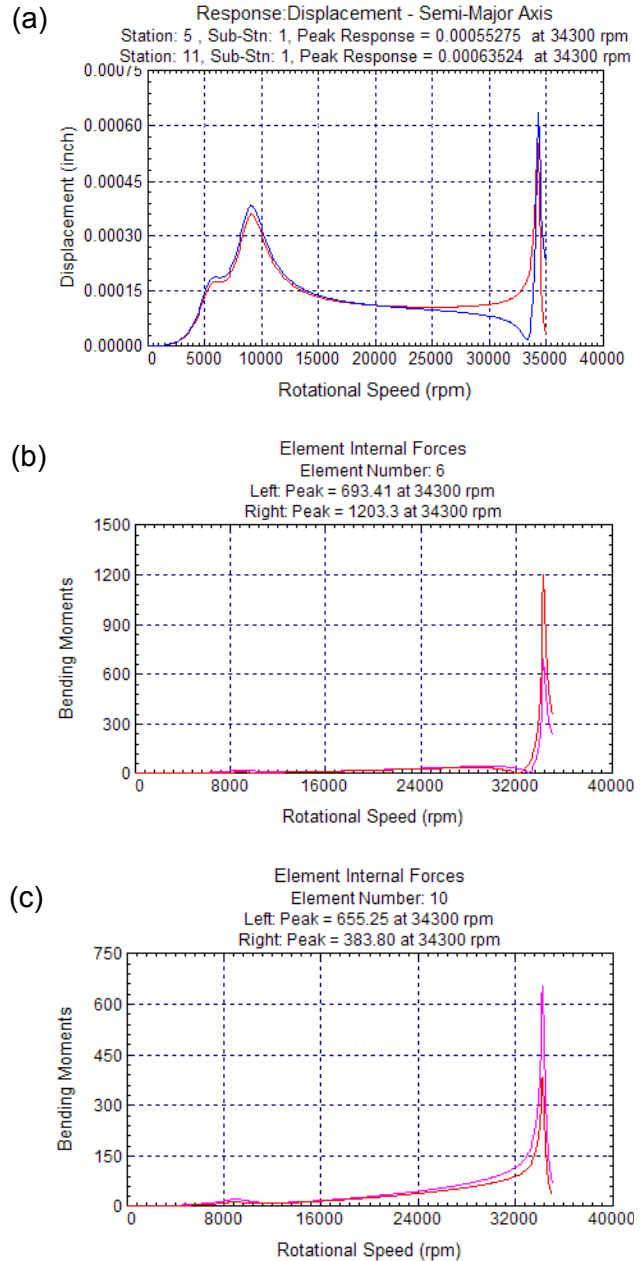 (a)
Response:Displacement - Semi-Major Axis
Station: 5 , Sub-Stn: 1, Peak Response = 0.00055275 at 34300 rpm
Station: 11, Sub-Stn: 1, Peak Response = 0.00063524 at 34300 rpm
Displacement (inch)
0.00075
0.00060
0.00045
0.00030
0.00015
0.00000
0 5000 10000 15000 20000 25000 30000 35000 40000
Rotational Speed (rpm)
(b)
Element Internal Forces
Element Number: 6
Left: Peak = 693.41 at 34300 rpm
Right: Peak = 1203.3 at 34300 rpm
Bending Moments
1500
1200
900
600
300
0
0 8000 16000 24000 32000 40000
Rotational Speed (rpm)
(c)
Element Internal Forces
Element Number: 10
Left: Peak = 655.25 at 34300 rpm
Right: Peak = 383.80 at 34300 rpm
Bending Moments
750
600
450
300
150
0
0 8000 16000 24000 32000 40000
Rotational Speed (rpm)